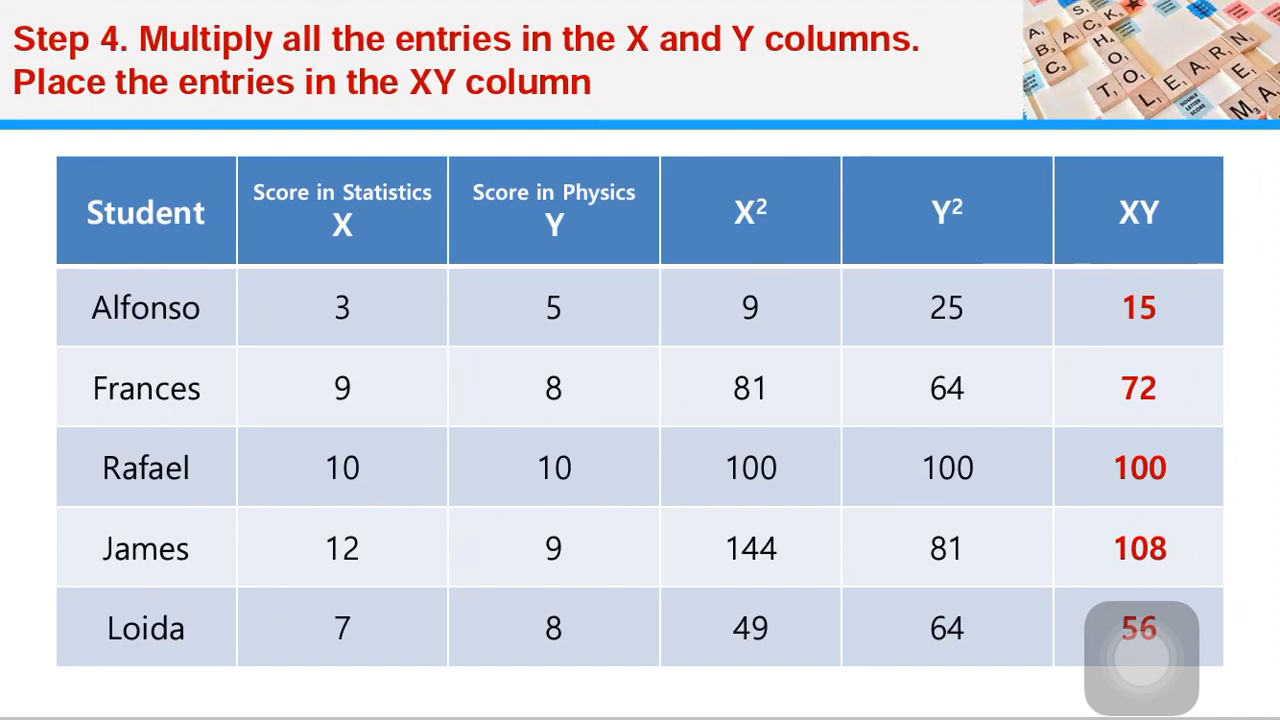 Step 4. Multiply all the entries in the X and Y columns.
Place the entries in the XY column
S
A B A C K
B H
C O
T O L E A R N
L E
M A
DOUBLE LETTER SCORE
Student Score in Statistics X Score in Physics Y X² Y² XY
Alfonso 3 5 9 25 15
Frances 9 8 81 64 72
Rafael 10 10 100 100 100
James 12 9 144 81 108
Loida 7 8 49 64 56